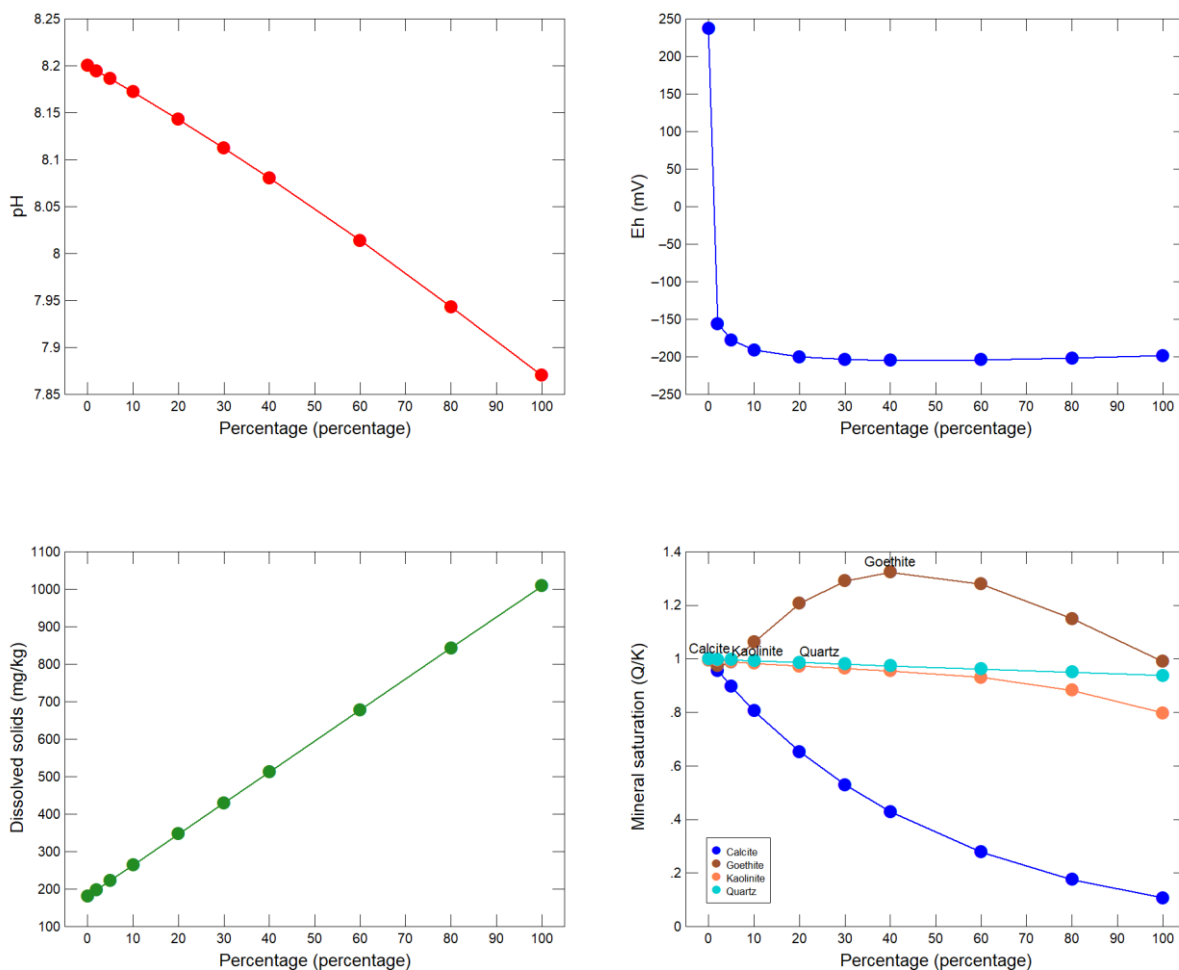 8.25
8.2
8.15
8.1
8.05
8
7.95
7.9
7.85
pH
0 10 20 30 40 50 60 70 80 90 100
Percentage (percentage)
250
200
150
100
50
0
–50
–100
–150
–200
–250
Eh (mV)
0 10 20 30 40 50 60 70 80 90 100
Percentage (percentage)
1100
1000
900
800
700
600
500
400
300
200
100
Dissolved solids (mg/kg)
0 10 20 30 40 50 60 70 80 90 100
Percentage (percentage)
1.4
1.2
1
.8
.6
.4
.2
0
Mineral saturation (Q/K)
Goethite
Calcite
Kaolinite
Quartz
Calcite
Goethite
Kaolinite
Quartz
0 10 20 30 40 50 60 70 80 90 100
Percentage (percentage)